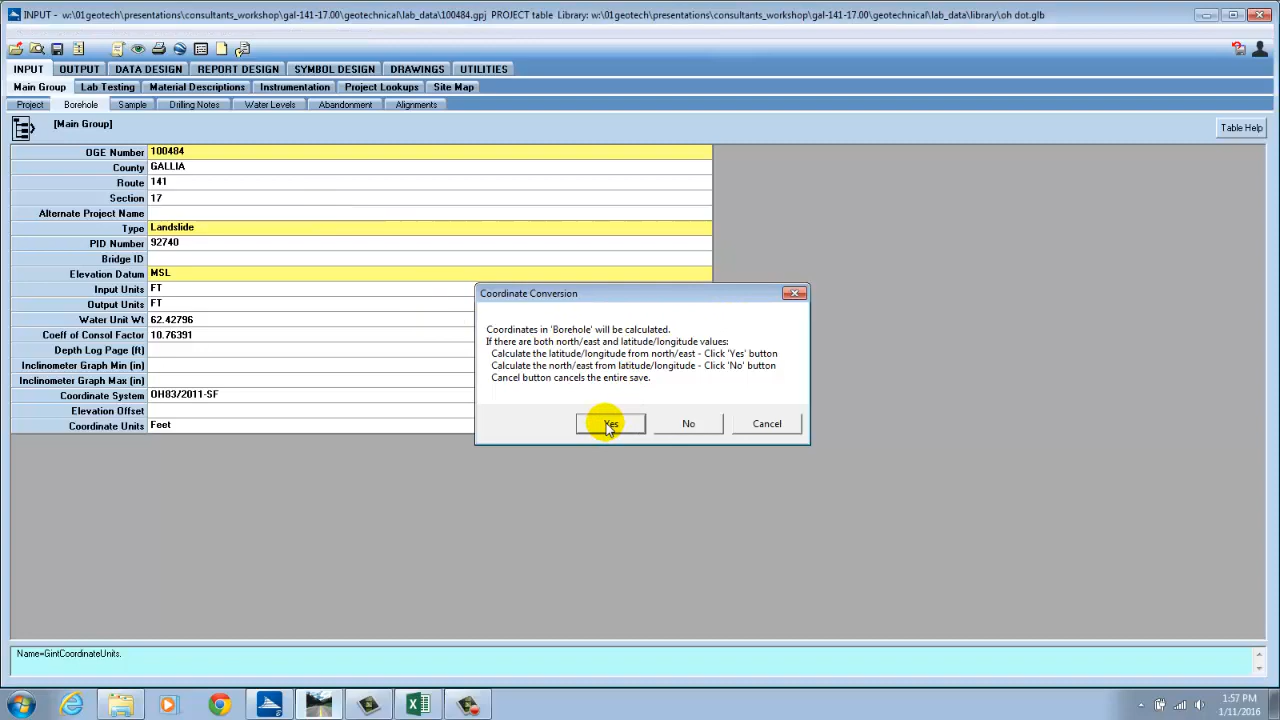 INPUT - w:\01geotech\presentations\consultants_workshop\gal-141-17.00\geotechnical\lab_data\100484.gpj PROJECT table Library: w:\01geotech\presentations\consultants_workshop\gal-141-17.00\geotechnical\lab_data\library\oh dot.glb
INPUT OUTPUT DATA DESIGN REPORT DESIGN SYMBOL DESIGN DRAWINGS UTILITIES
Main Group Lab Testing Material Descriptions Instrumentation Project Lookups Site Map
Project Borehole Sample Drilling Notes Water Levels Abandonment Alignments
[Main Group]
Table Help
OGE Number 100484
County GALLIA
Route 141
Section 17
Alternate Project Name
Type Landslide
PID Number 92740
Bridge ID
Elevation Datum MSL
Input Units FT
Output Units FT
Water Unit Wt 62.42796
Coeff of Consol Factor 10.76391
Depth Log Page (ft)
Inclinometer Graph Min (in)
Inclinometer Graph Max (in)
Coordinate System OH83/2011-SF
Elevation Offset
Coordinate Units Feet
Coordinate Conversion
Coordinates in 'Borehole' will be calculated.
If there are both north/east and latitude/longitude values:
Calculate the latitude/longitude from north/east - Click 'Yes' button
Calculate the north/east from latitude/longitude - Click 'No' button
Cancel button cancels the entire save.
Yes No Cancel
Name=GintCoordinateUnits.
1:57 PM
1/11/2016